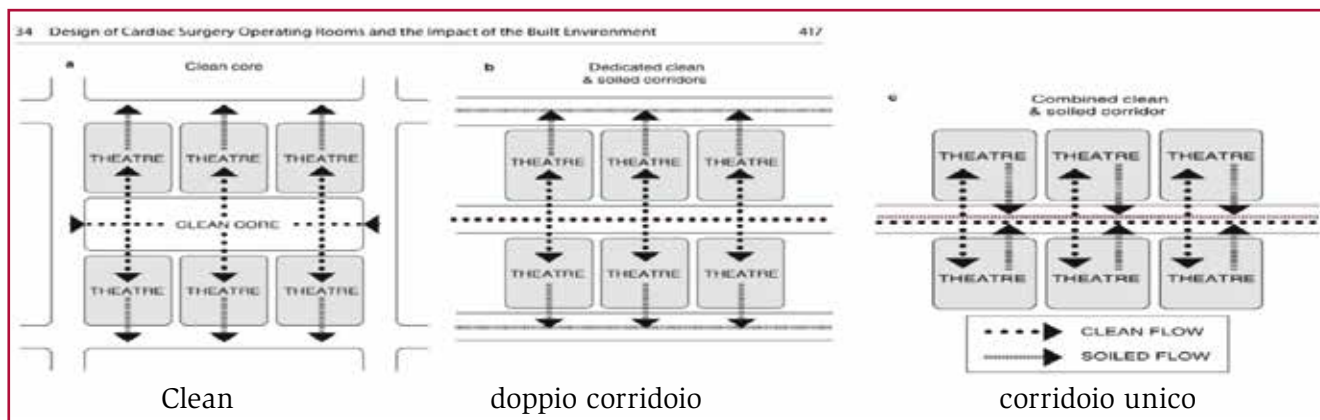 34 Design of Cardiac Surgery Operating Rooms and the Impact of the Built Environment 417
a Clean core
THEATRE THEATRE THEATRE
CLEAN CORE
THEATRE THEATRE THEATRE
b Dedicated clean
& soiled corridors
THEATRE THEATRE THEATRE
THEATRE THEATRE THEATRE
c Combined clean
& soiled corridor
THEATRE THEATRE THEATRE
THEATRE THEATRE THEATRE
CLEAN FLOW
SOILED FLOW
Clean doppio corridoio corridoio unico